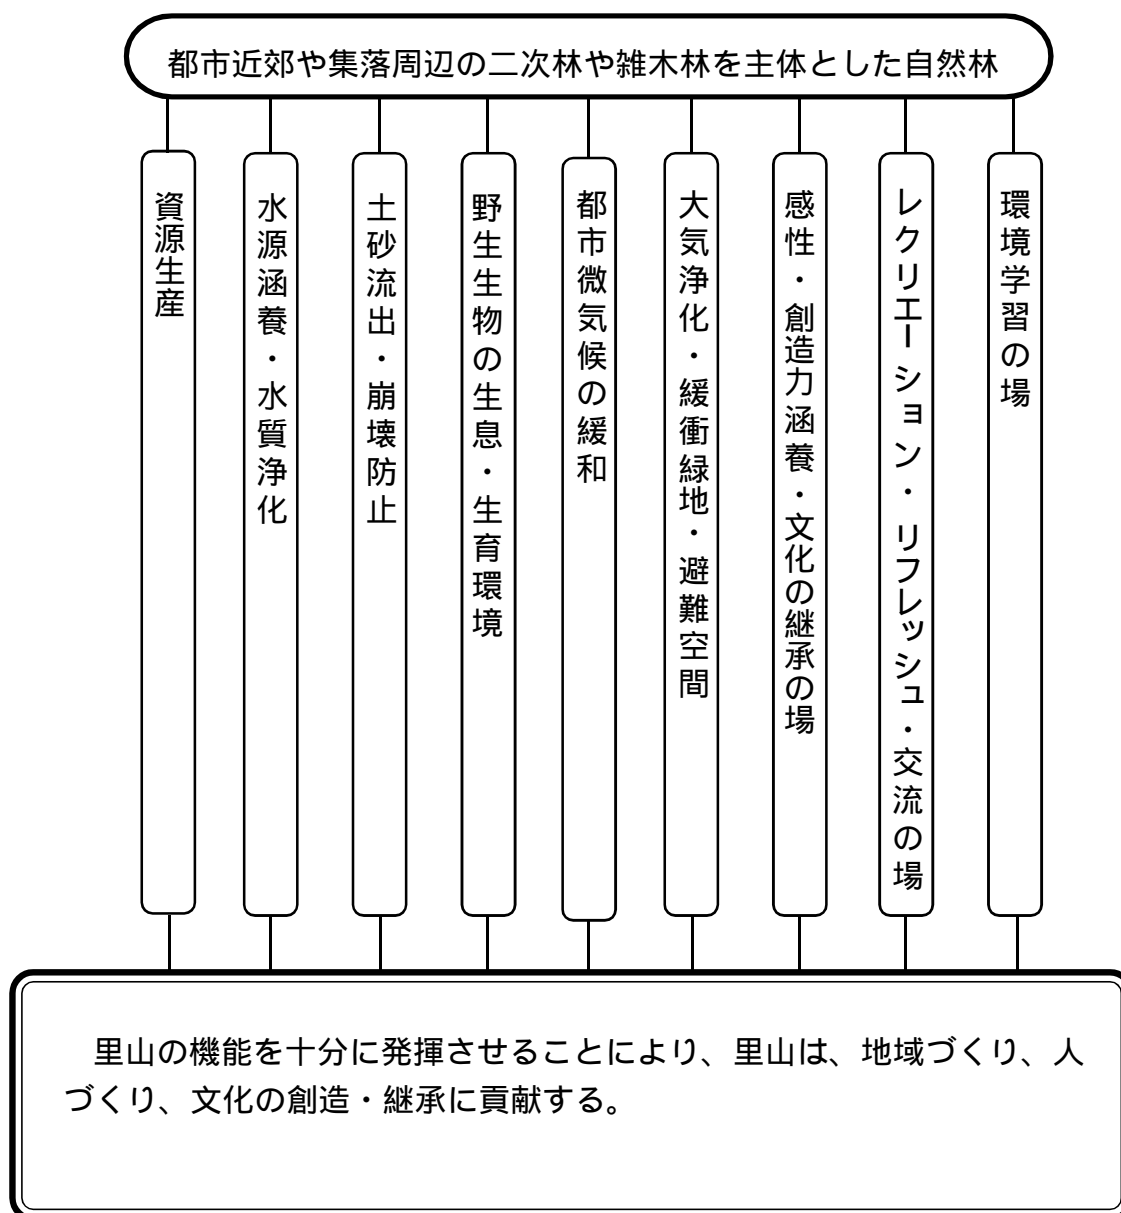 都市近郊や集落周辺の二次林や雑木林を主体とした自然林
資源生産
水源涵養・水質浄化
土砂流出・崩壊防止
野生生物の生息・生育環境
都市微気候の緩和
大気浄化・緩衝緑地・避難空間
感性・創造力涵養・文化の継承の場
レクリエーション・リフレッシュ・交流の場
環境学習の場
里山の機能を十分に発揮させることにより、里山は、地域づくり、人
づくり、文化の創造・継承に貢献する。